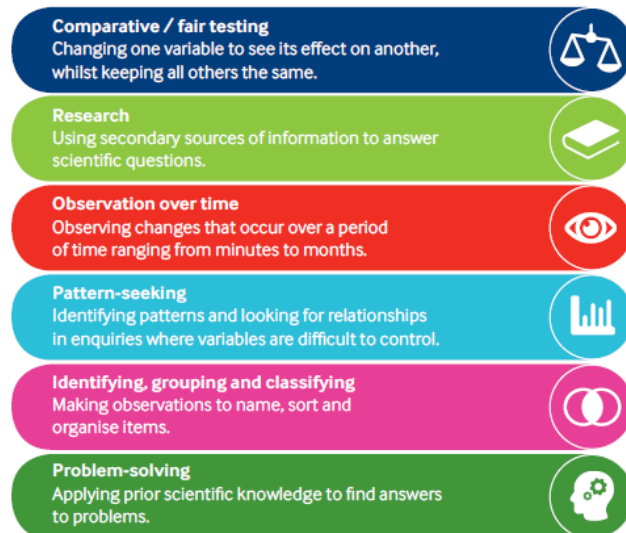 Comparative / fair testing
Changing one variable to see its effect on another,
whilst keeping all others the same.
Research
Using secondary sources of information to answer
scientific questions.
Observation over time
Observing changes that occur over a period
of time ranging from minutes to months.
Pattern-seeking
Identifying patterns and looking for relationships
in enquiries where variables are difficult to control.
Identifying, grouping and classifying
Making observations to name, sort and
organise items.
Problem-solving
Applying prior scientific knowledge to find answers
to problems.